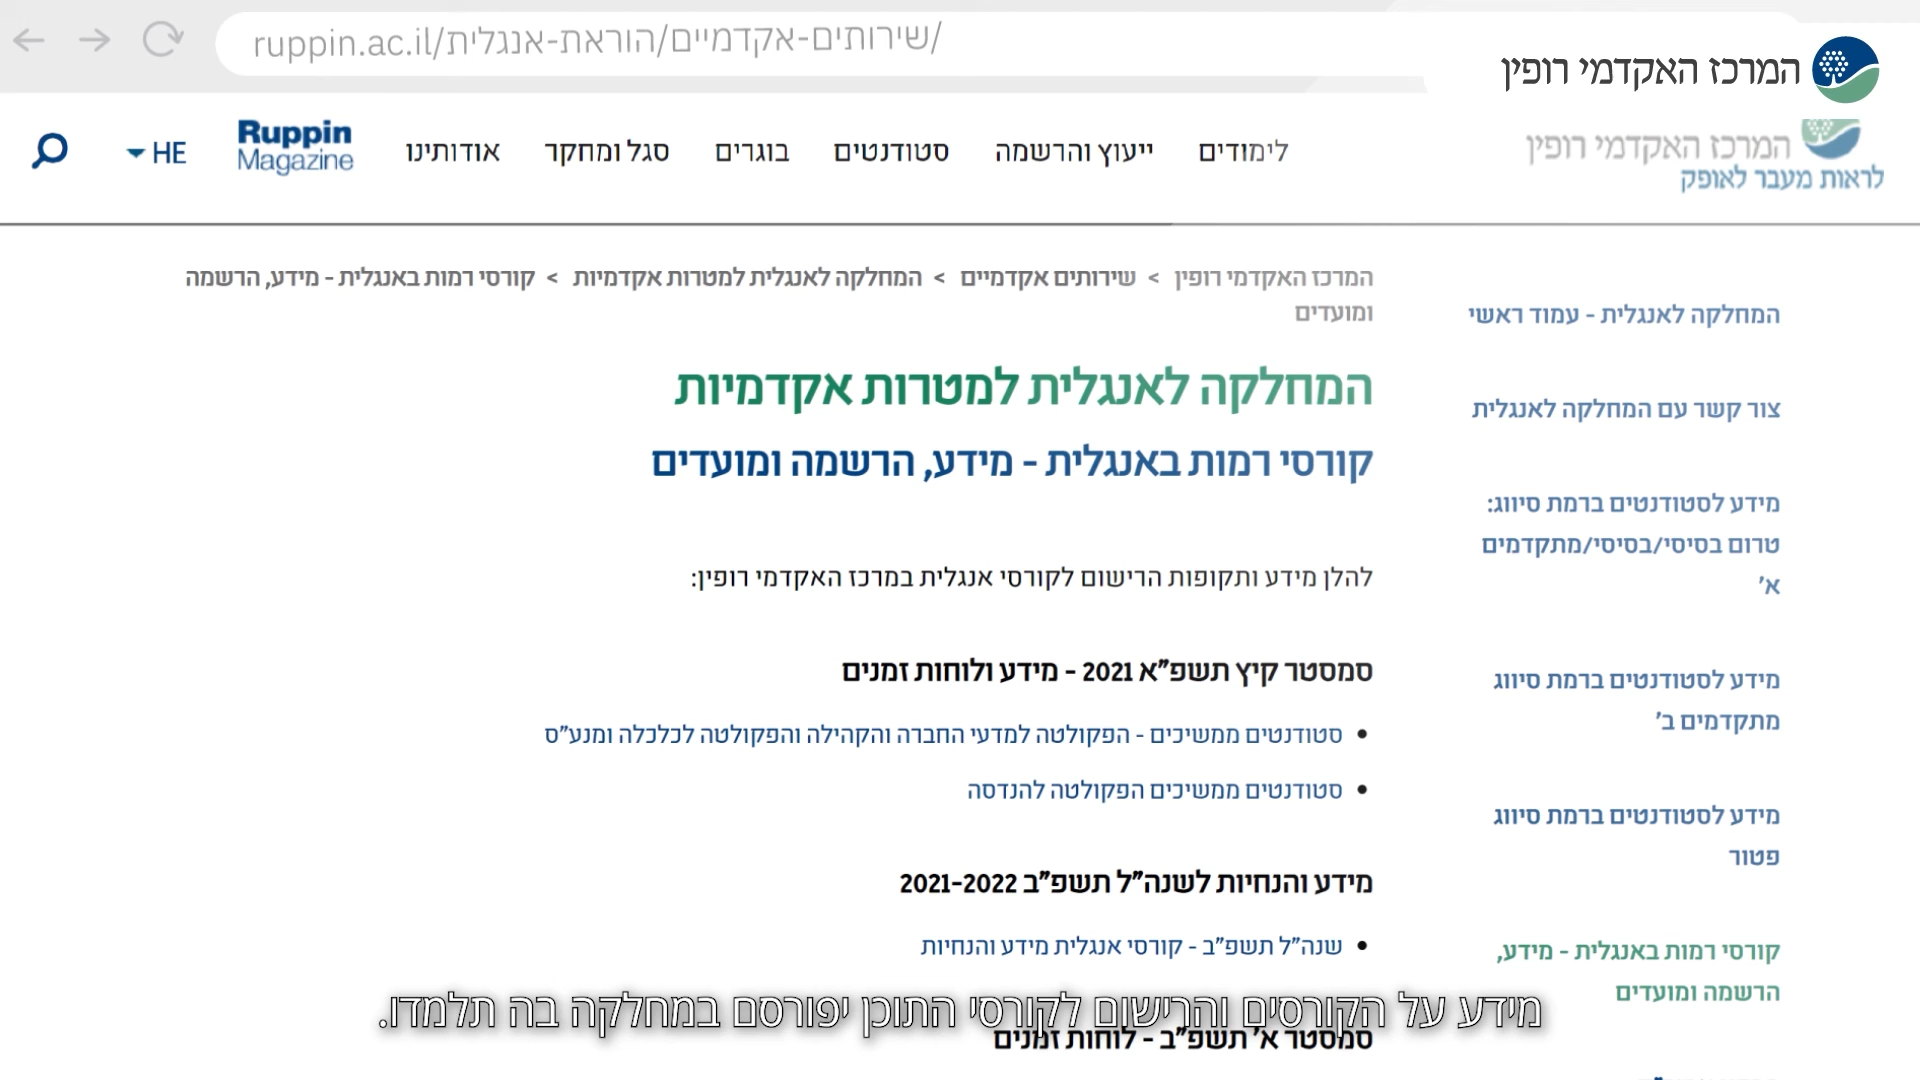 ruppin.ac.il/שירותים-אקדמיים/הוראת-אנגלית/
המרכז האקדמי רופין
המרכז האקדמי רופין
לראות מעבר לאופק
לימודים
ייעוץ והרשמה
סטודנטים
בוגרים
סגל ומחקר
אודותינו
Ruppin
Magazine
HE
המרכז האקדמי רופין > שירותים אקדמיים > המחלקה לאנגלית למטרות אקדמיות > קורסי רמות באנגלית - מידע, הרשמה
ומועדים
המחלקה לאנגלית למטרות אקדמיות
קורסי רמות באנגלית - מידע, הרשמה ומועדים
להלן מידע ותקופות הרישום לקורסי אנגלית במרכז האקדמי רופין:
סמסטר קיץ תשפ"א 2021 - מידע ולוחות זמנים
• סטודנטים ממשיכים - הפקולטה למדעי החברה והקהילה והפקולטה לכלכלה ומנע"ס
• סטודנטים ממשיכים הפקולטה להנדסה
מידע והנחיות לשנה"ל תשפ"ב 2021-2022
• שנה"ל תשפ"ב - קורסי אנגלית מידע והנחיות
סמסטר א' תשפ"ב - לוחות זמנים
המחלקה לאנגלית - עמוד ראשי
צור קשר עם המחלקה לאנגלית
מידע לסטודנטים ברמת סיווג:
טרום בסיסי/בסיסי/מתקדמים
א'
מידע לסטודנטים ברמת סיווג
מתקדמים ב'
מידע לסטודנטים ברמת סיווג
פטור
קורסי רמות באנגלית - מידע,
הרשמה ומועדים
מידע על הקורסים והרישום לקורסי התוכן יפורסם במחלקה בה תלמדו.